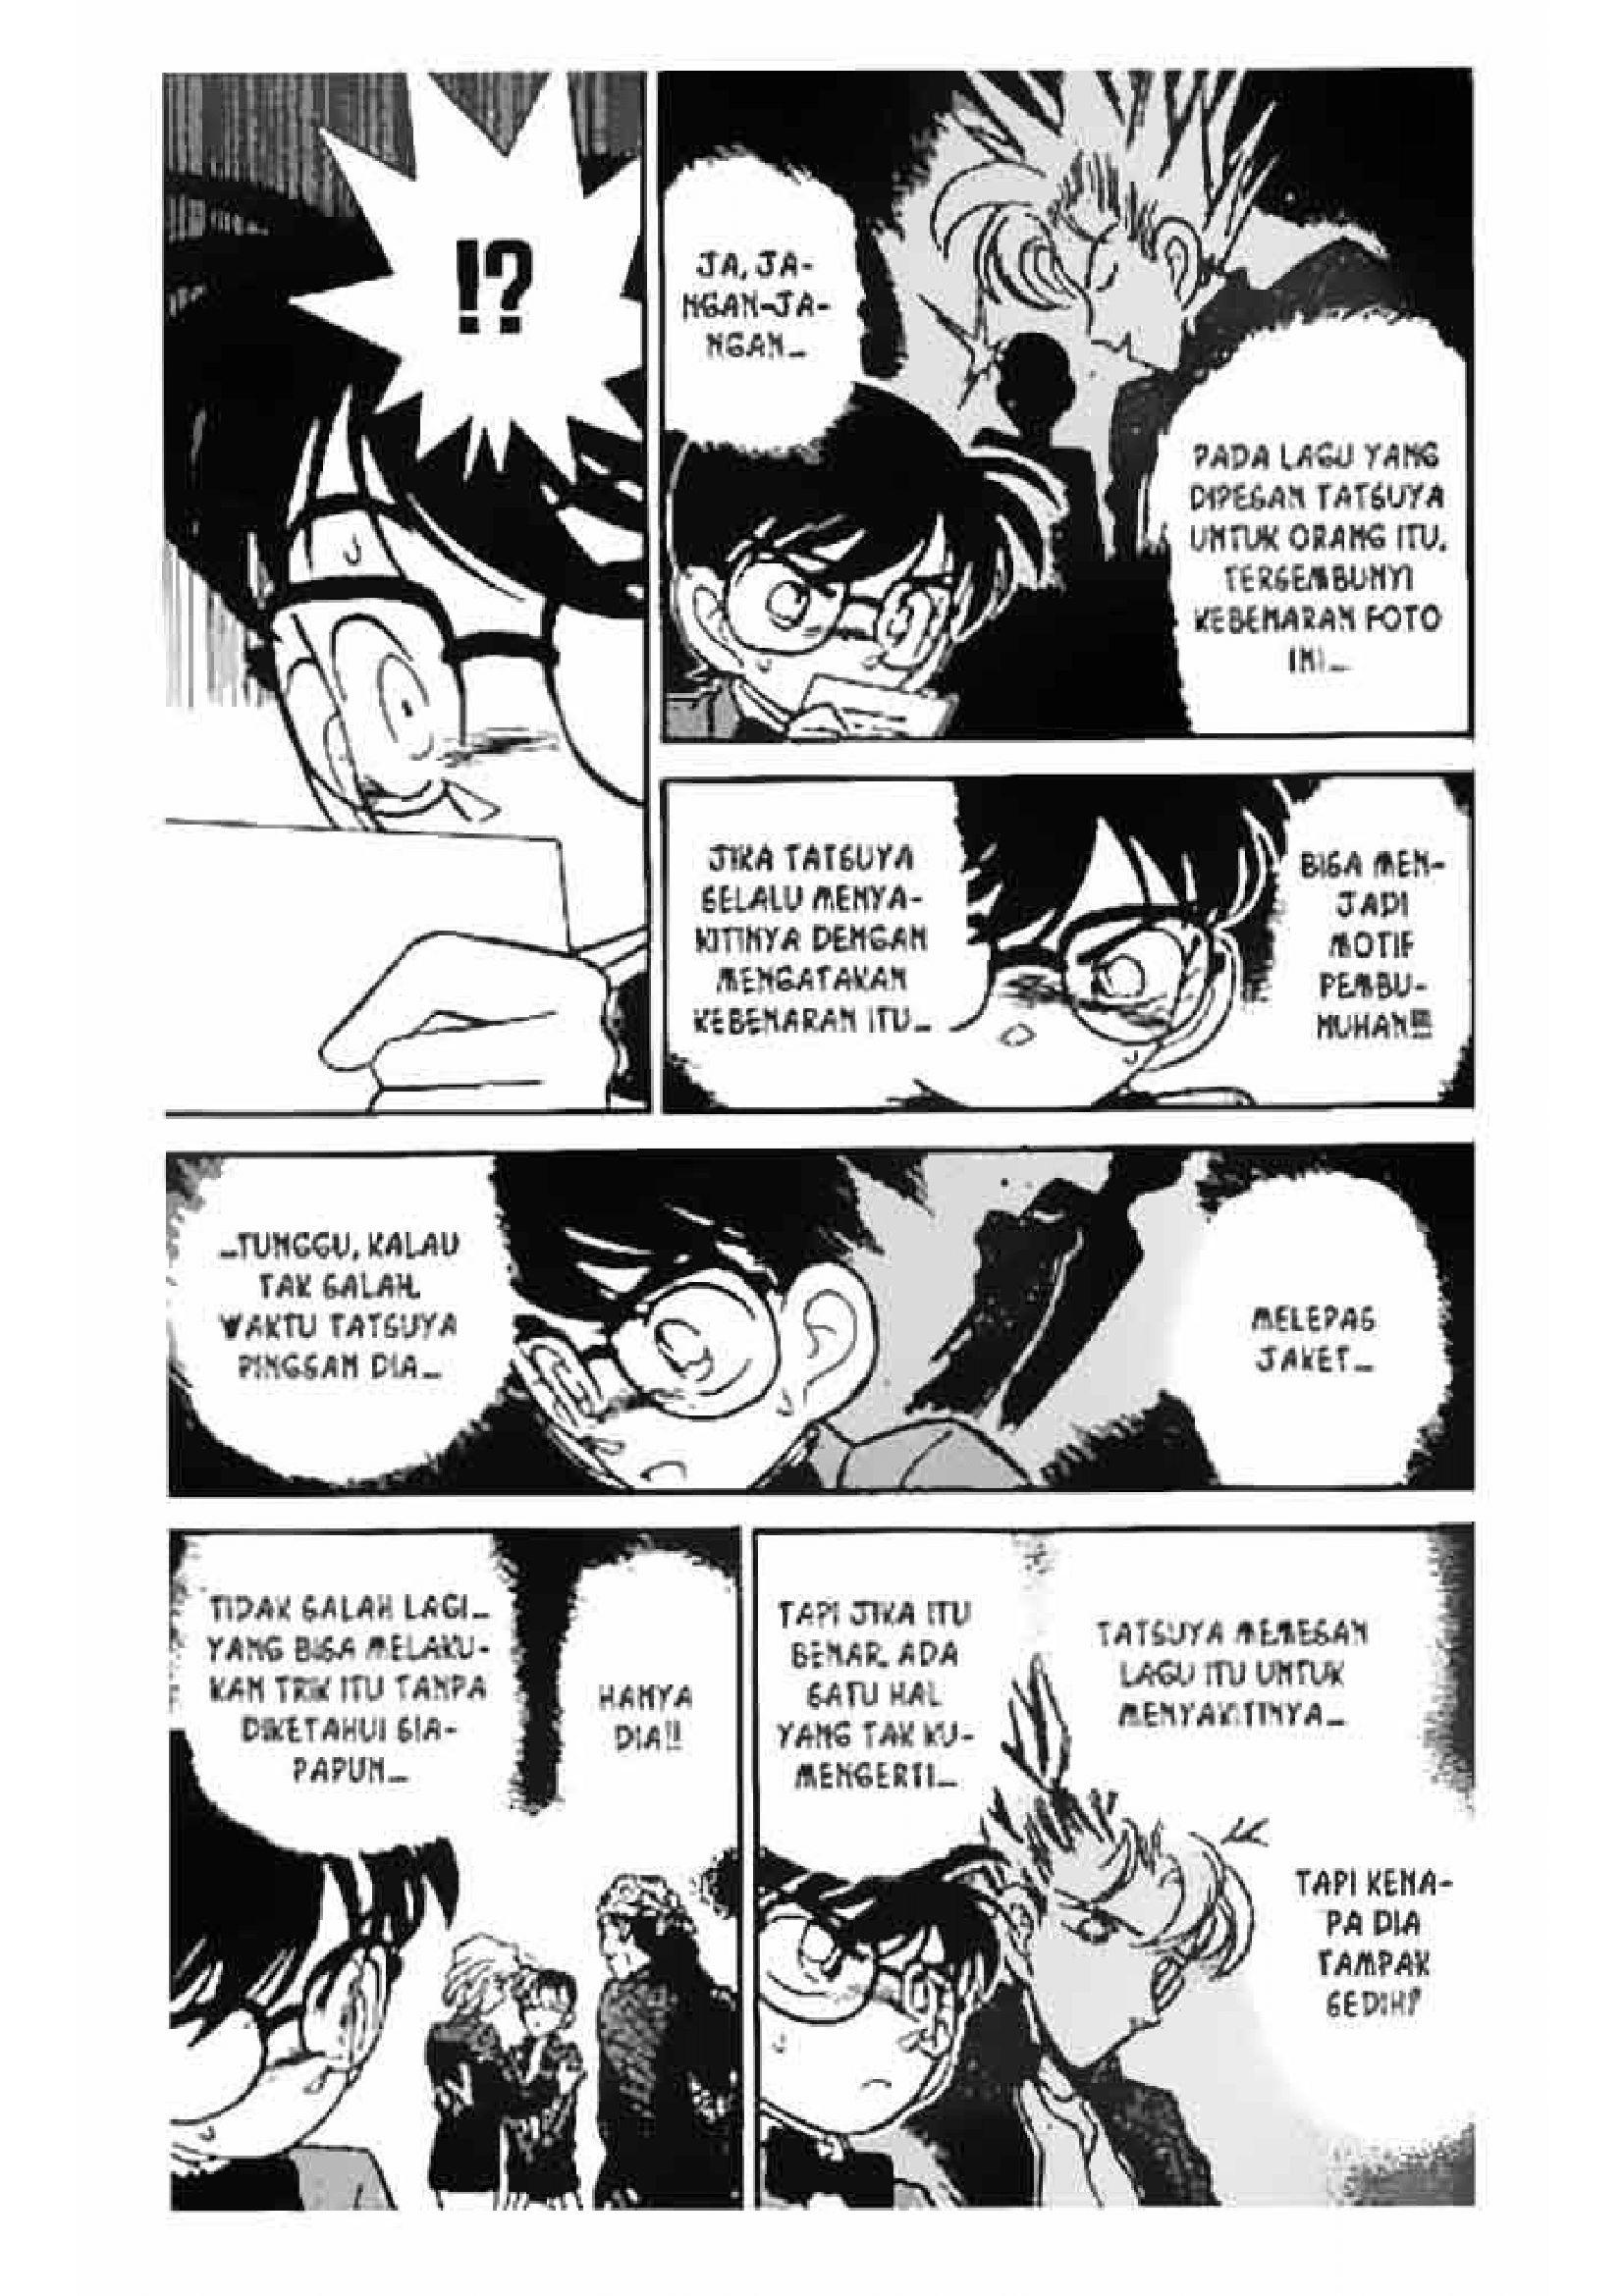 !?
JA, JA-
NGAN-JA-
NGAN...
PADA LAGU YANG
DIPESAN TATSUYA
UNTUK ORANG ITU,
TERSEMBUNYI
KEBENARAN FOTO
INI...
JIKA TATSUYA
SELALU MENYA-
KITINYA DENGAN
MENGATAKAN
KEBENARAN ITU...
BISA MEN-
JADI
MOTIF
PEMBU-
NUHAN!!!
...TUNGGU, KALAU
TAK SALAH,
WAKTU TATSUYA
PINGSAN DIA...
MELEPAS
JAKET...
TIDAK SALAH LAGI...
YANG BISA MELAKU-
KAN TRIK ITU TANPA
DIKETAHUI SIA-
PAPUN...
HANYA
DIA!!
TAPI JIKA ITU
BENAR, ADA
SATU HAL
YANG TAK KU-
MENGERTI...
TATSUYA MEMESAN
LAGU ITU UNTUK
MENYAKITINYA...
TAPI KENA-
PA DIA
TAMPAK
SEDIH?